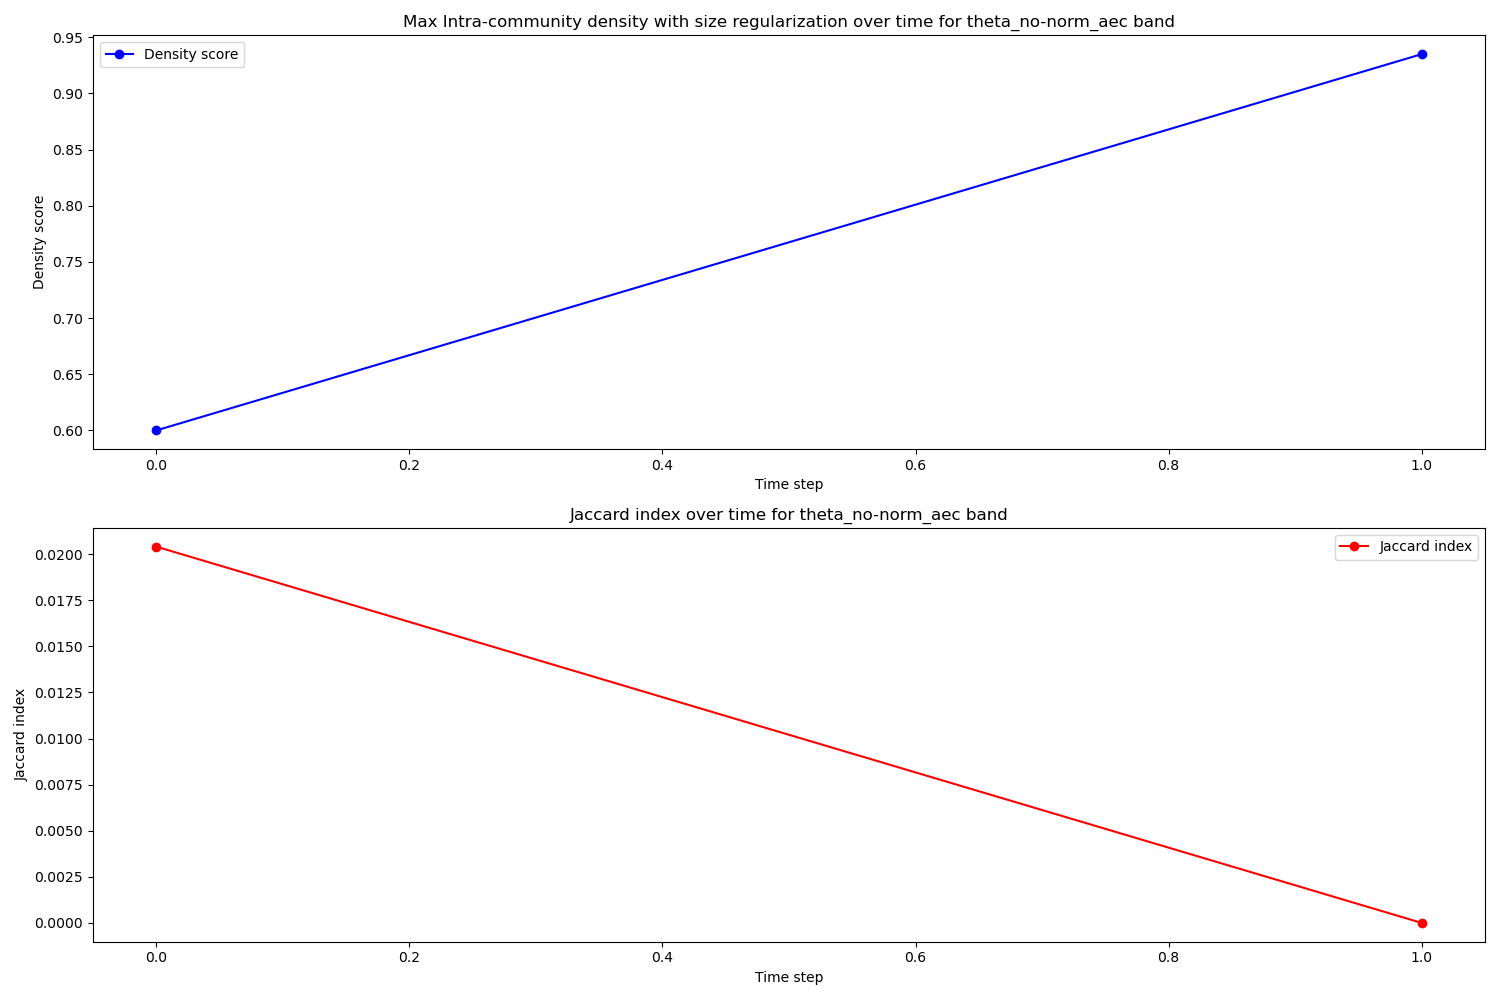 Max Intra-community density with size regularization over time for theta_no-norm_aec band
0.95
0.90
0.85
0.80
0.75
0.70
0.65
0.60
Density score
Density score
0.0 0.2 0.4 0.6 0.8 1.0
Time step
Jaccard index over time for theta_no-norm_aec band
0.0200
0.0175
0.0150
0.0125
0.0100
0.0075
0.0050
0.0025
0.0000
Jaccard index
Jaccard index
0.0 0.2 0.4 0.6 0.8 1.0
Time step